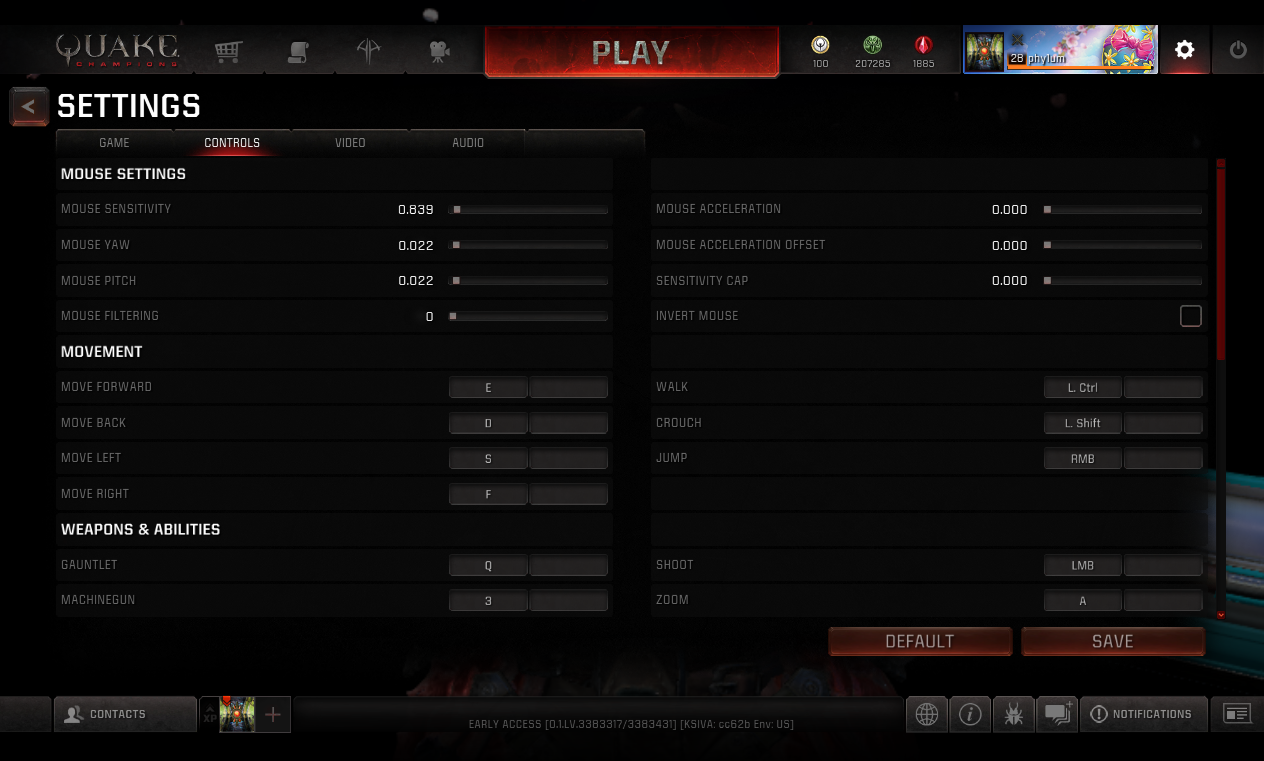 QUAKE
CHAMPIONS
PLAY
100
207285
1885
28 phylum
<
SETTINGS
GAME
CONTROLS
VIDEO
AUDIO
MOUSE SETTINGS
MOUSE SENSITIVITY 0.839
MOUSE ACCELERATION 0.000
MOUSE YAW 0.022
MOUSE ACCELERATION OFFSET 0.000
MOUSE PITCH 0.022
SENSITIVITY CAP 0.000
MOUSE FILTERING 0
INVERT MOUSE
MOVEMENT
MOVE FORWARD E
WALK L. Ctrl
MOVE BACK D
CROUCH L. Shift
MOVE LEFT S
JUMP RMB
MOVE RIGHT F
WEAPONS & ABILITIES
GAUNTLET Q
SHOOT LMB
MACHINEGUN 3
ZOOM A
DEFAULT
SAVE
CONTACTS
XP
EARLY ACCESS [0.1.LV.3383317/3383431] [KSIVA: cc62b Env: US]
NOTIFICATIONS